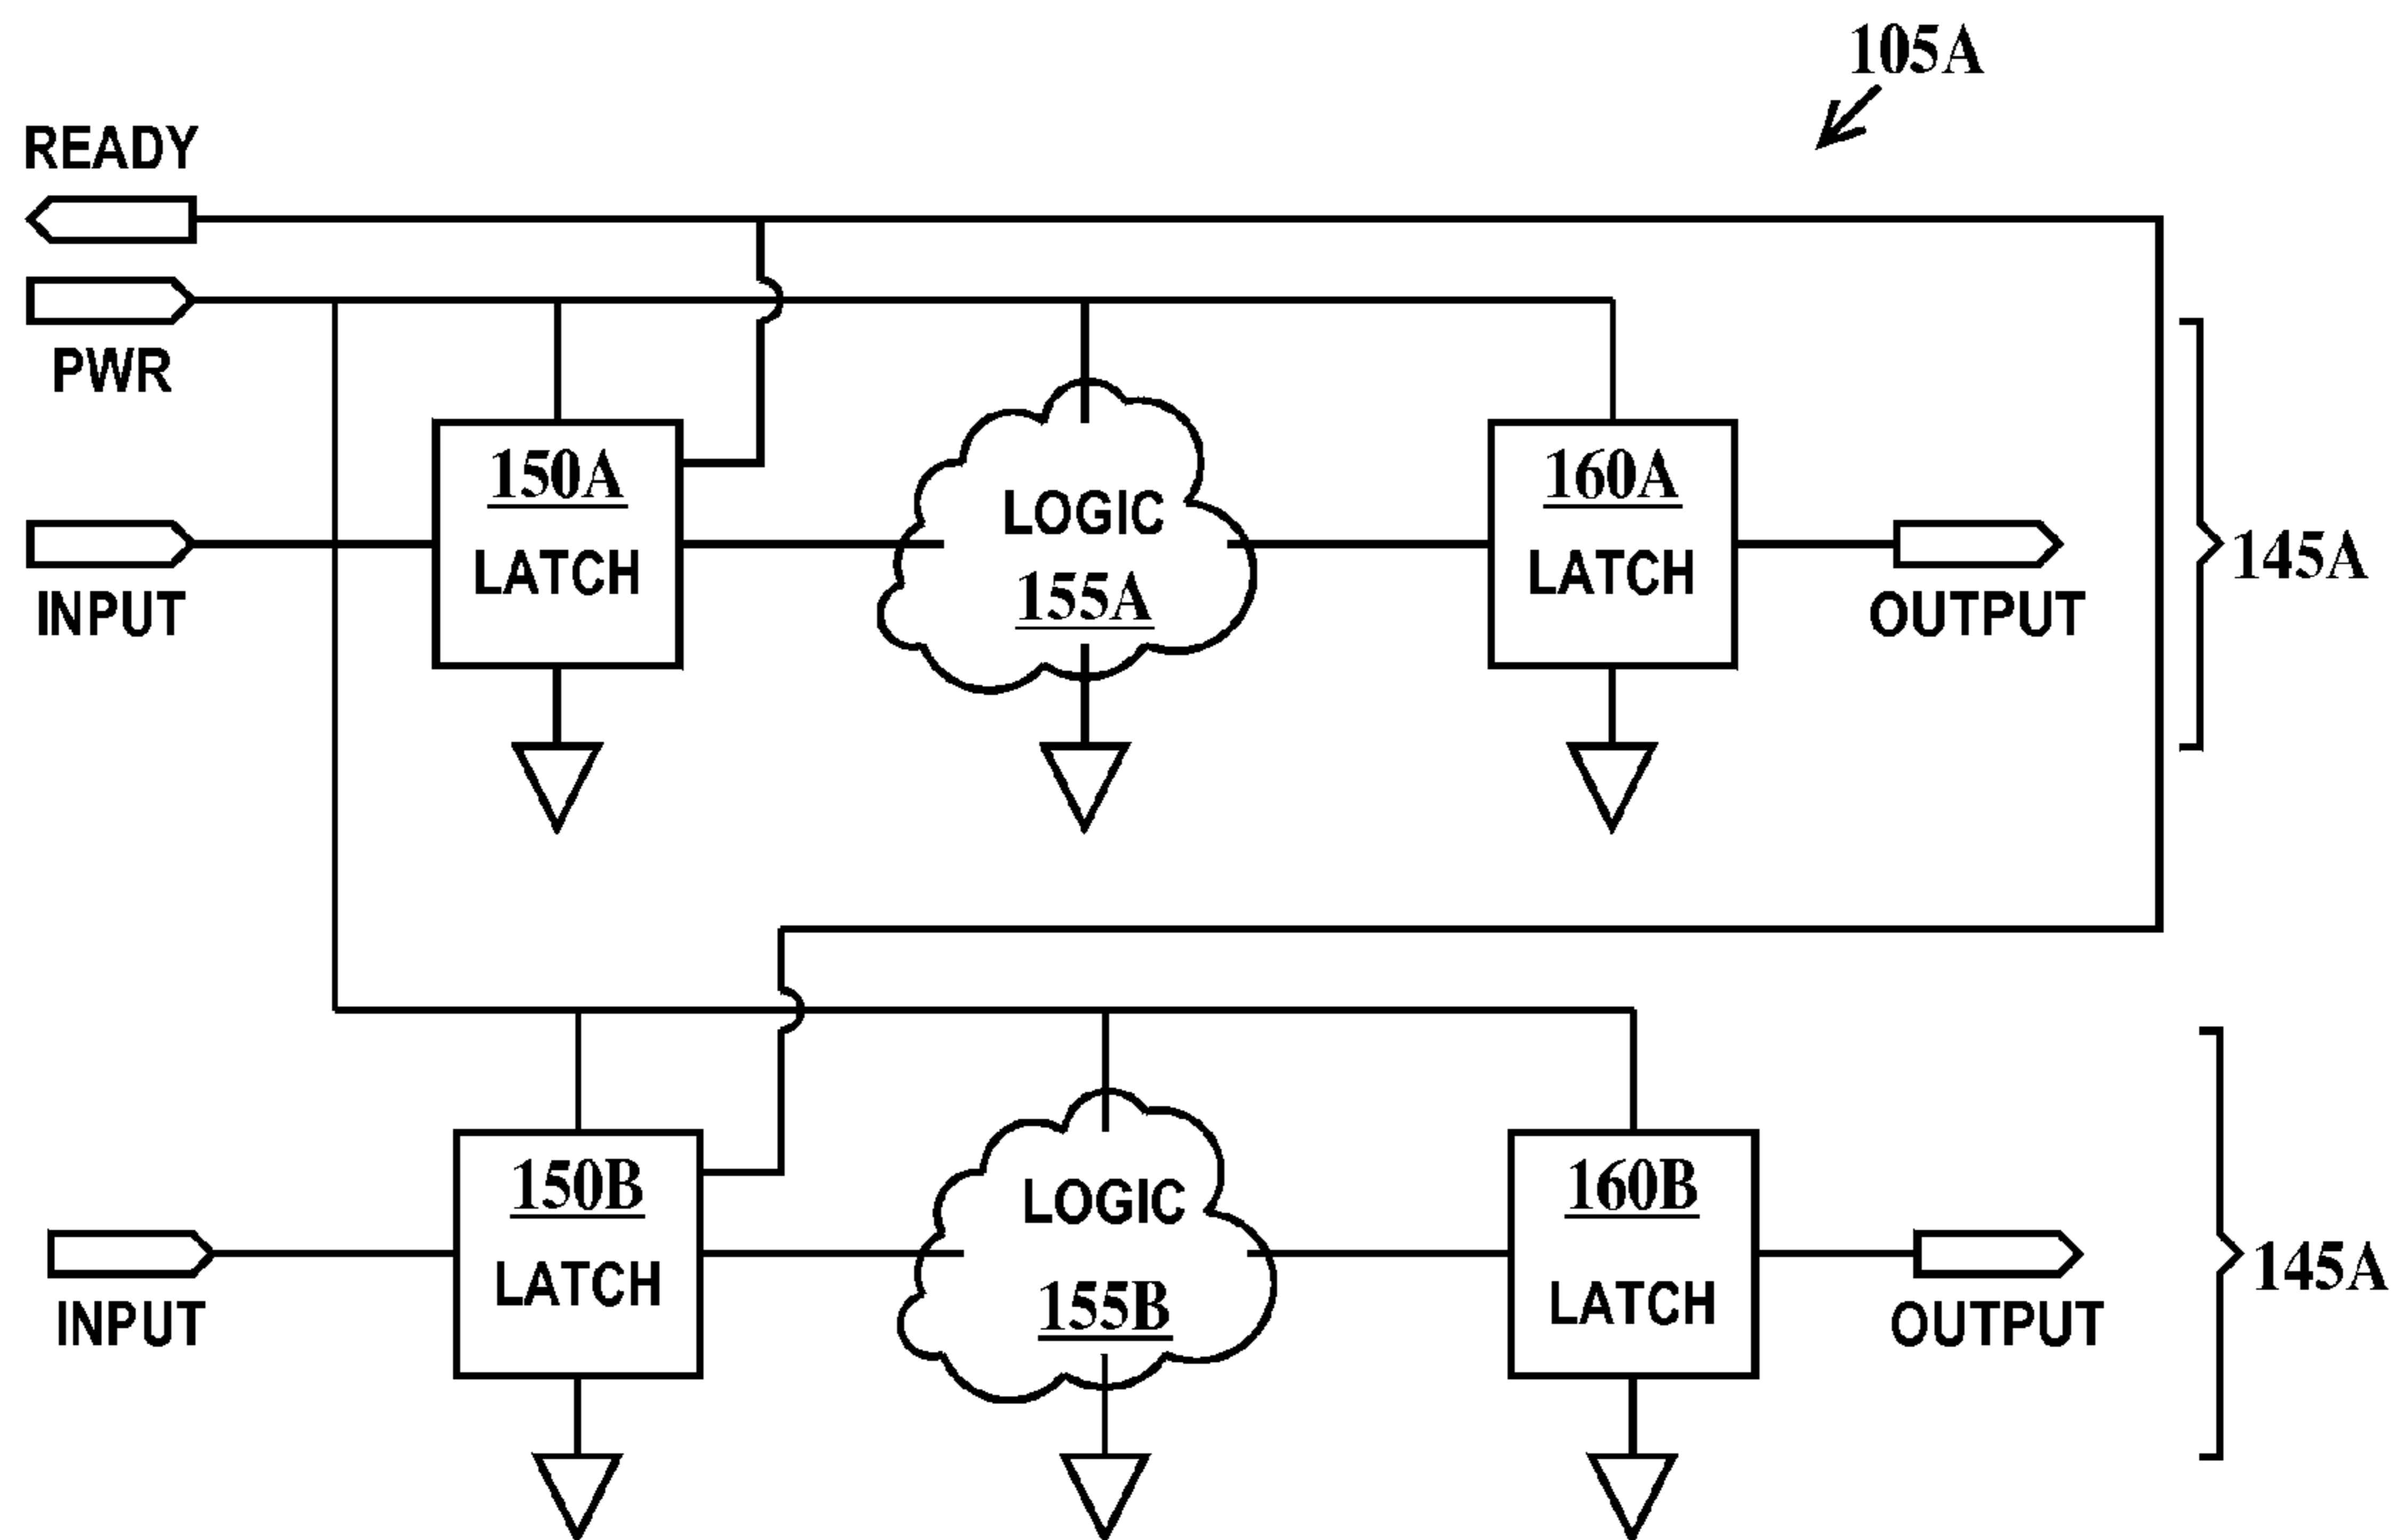 105A
READY
PWR
150A
LATCH
LOGIC
155A
160A
LATCH
INPUT
OUTPUT
145A
150B
LATCH
LOGIC
155B
160B
LATCH
INPUT
OUTPUT
145A